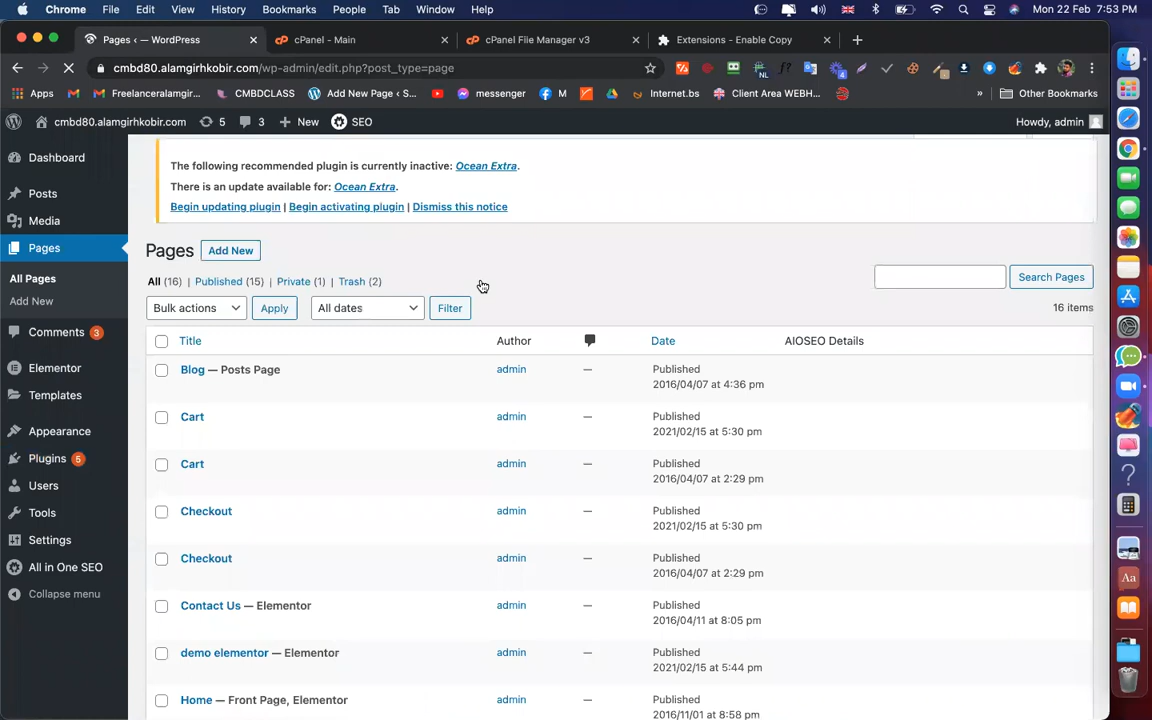 Chrome File Edit View History Bookmarks People Tab Window Help Mon 22 Feb 7:53 PM
Pages ‹ — WordPress cPanel - Main cPanel File Manager v3 Extensions - Enable Copy
cmbd80.alamgirhkobir.com/wp-admin/edit.php?post_type=page
Apps Freelanceralamgir... CMBDCLASS Add New Page ‹ S... messenger M Internet.bs Client Area WEBH... » Other Bookmarks
cmbd80.alamgirhkobir.com 5 3 New SEO Howdy, admin
Dashboard
Posts
Media
Pages
All Pages
Add New
Comments 3
Elementor
Templates
Appearance
Plugins 5
Users
Tools
Settings
All in One SEO
Collapse menu
The following recommended plugin is currently inactive: Ocean Extra.
There is an update available for: Ocean Extra.
Begin updating plugin | Begin activating plugin | Dismiss this notice
Pages Add New
All (16) | Published (15) | Private (1) | Trash (2)
Search Pages
Bulk actions Apply All dates Filter
16 items
Title Author Date AIOSEO Details
Blog — Posts Page admin — Published
2016/04/07 at 4:36 pm
Cart admin — Published
2021/02/15 at 5:30 pm
Cart admin — Published
2016/04/07 at 2:29 pm
Checkout admin — Published
2021/02/15 at 5:30 pm
Checkout admin — Published
2016/04/07 at 2:29 pm
Contact Us — Elementor admin — Published
2016/04/11 at 8:05 pm
demo elementor — Elementor admin — Published
2021/02/15 at 5:44 pm
Home — Front Page, Elementor admin — Published
2016/11/01 at 8:58 pm